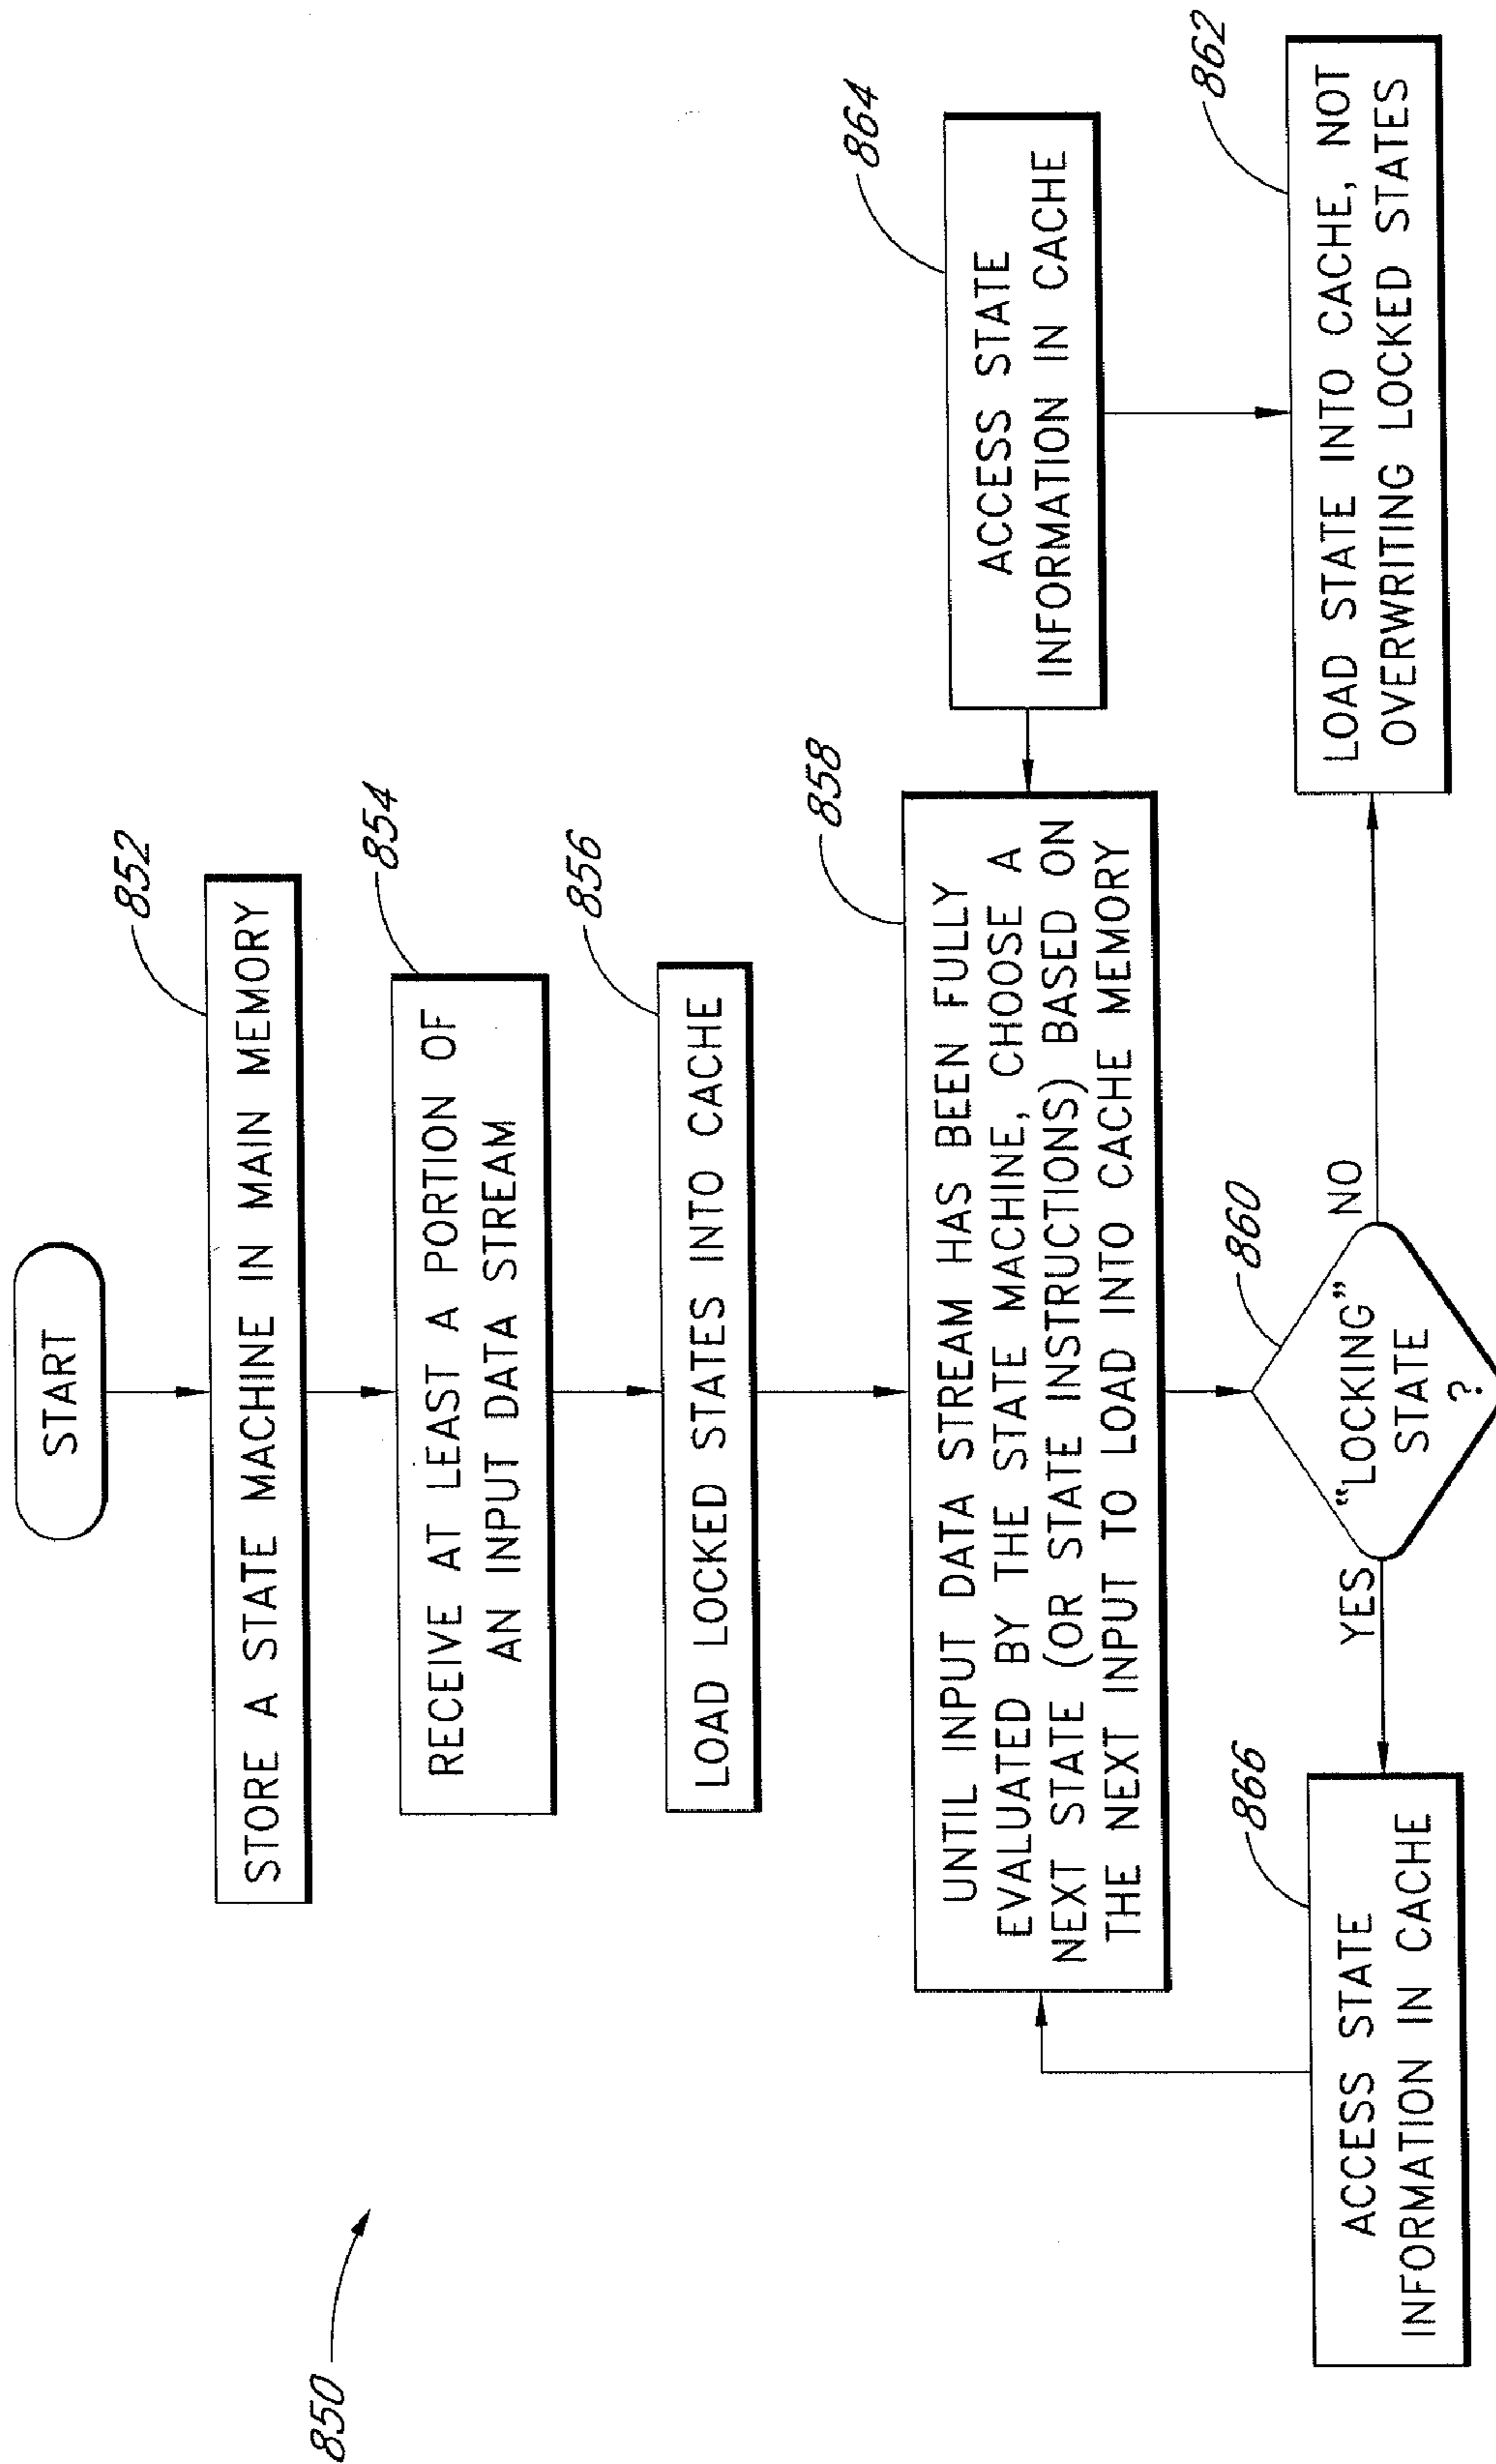 850
START
852
STORE A STATE MACHINE IN MAIN MEMORY
854
RECEIVE AT LEAST A PORTION OF
AN INPUT DATA STREAM
856
LOAD LOCKED STATES INTO CACHE
858
UNTIL INPUT DATA STREAM HAS BEEN FULLY
EVALUATED BY THE STATE MACHINE, CHOOSE A
NEXT STATE (OR STATE INSTRUCTIONS) BASED ON
THE NEXT INPUT TO LOAD INTO CACHE MEMORY
864
ACCESS STATE
INFORMATION IN CACHE
860
"LOCKING"
STATE
?
YES
NO
866
ACCESS STATE
INFORMATION IN CACHE
862
LOAD STATE INTO CACHE, NOT
OVERWRITING LOCKED STATES